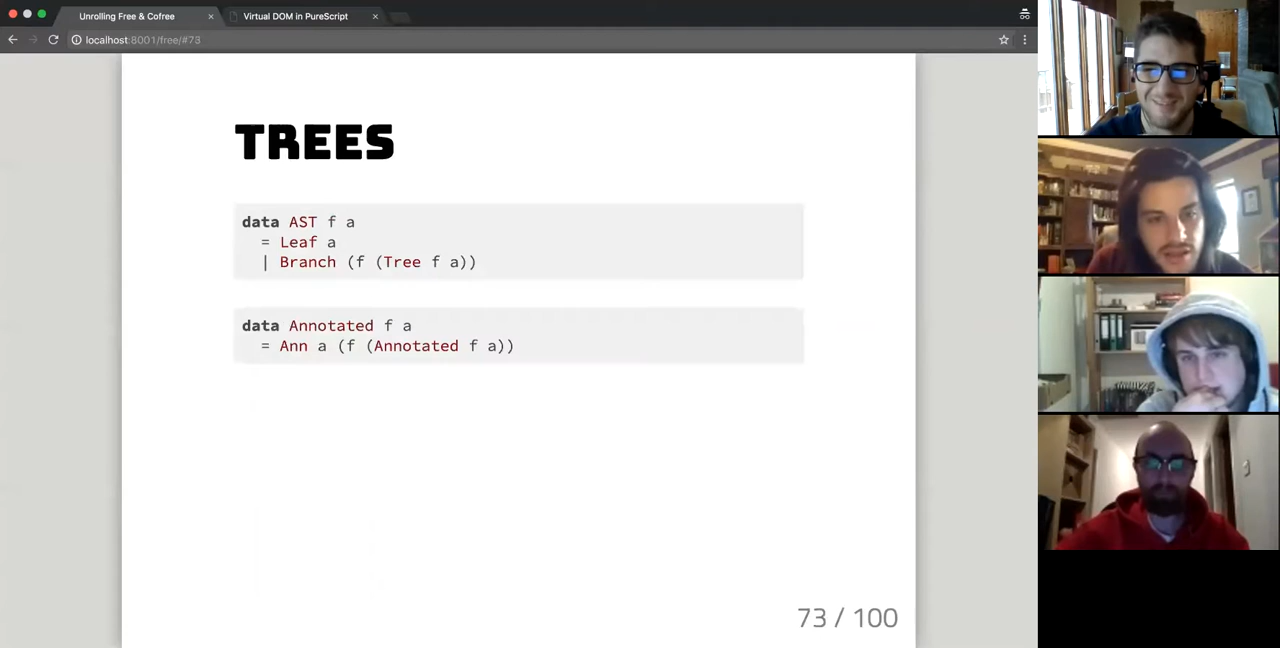 Unrolling Free & Cofree
Virtual DOM in PureScript
localhost:8001/free/#73
TREES
data AST f a
= Leaf a
| Branch (f (Tree f a))
data Annotated f a
= Ann a (f (Annotated f a))
73 / 100